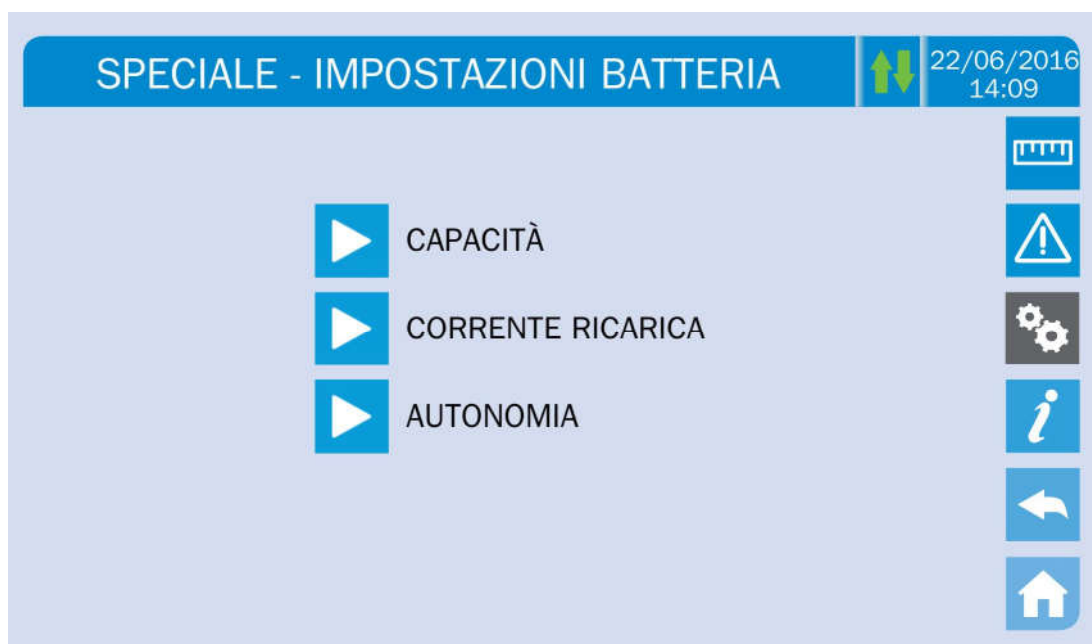 SPECIALE - IMPOSTAZIONI BATTERIA
22/06/2016
14:09
CAPACITÀ
CORRENTE RICARICA
AUTONOMIA